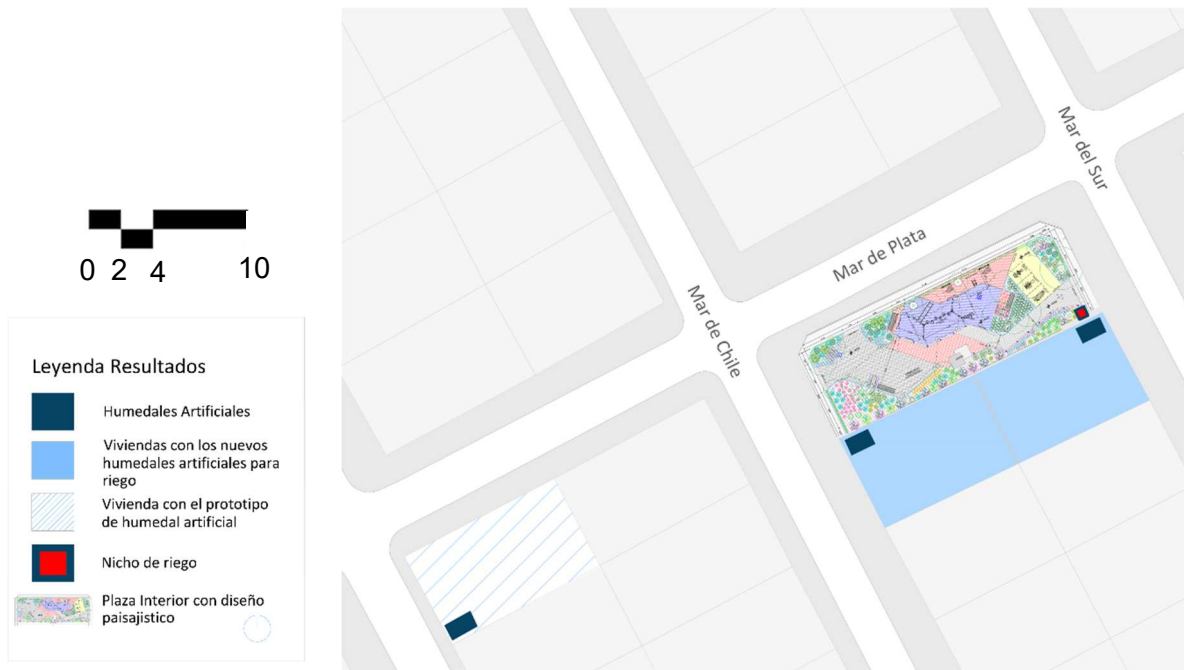 0 2 4 10
Leyenda Resultados
Humedales Artificiales
Viviendas con los nuevos
humedales artificiales para
riego
Vivienda con el prototipo
de humedal artificial
Nicho de riego
Plaza Interior con diseño
paisajistico
Mar del Sur
Mar de Plata
Mar de Chile